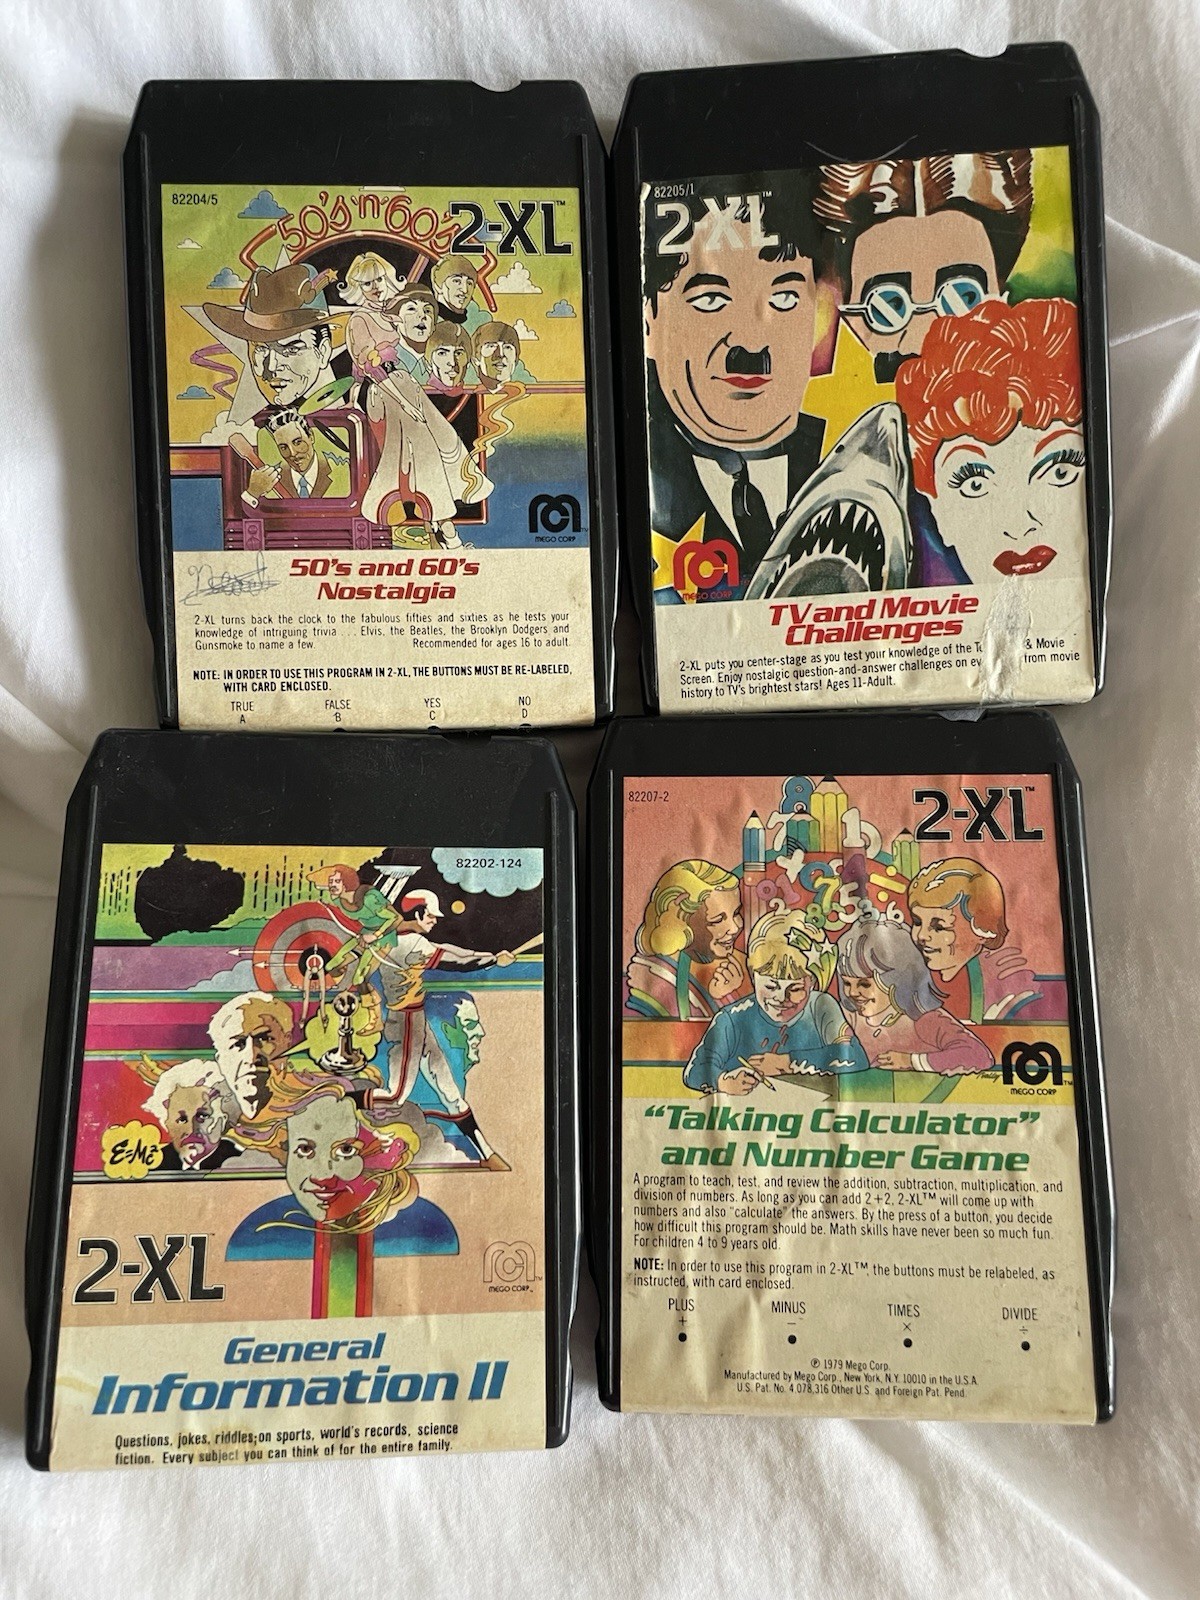 82204/5
50's 'n' 60's
2-XL™
MEGO CORP
50's and 60's
Nostalgia
2-XL turns back the clock to the fabulous fifties and sixties as he tests your
knowledge of intriguing trivia . . . Elvis, the Beatles, the Brooklyn Dodgers and
Gunsmoke to name a few. Recommended for ages 16 to adult.
NOTE: IN ORDER TO USE THIS PROGRAM IN 2-XL, THE BUTTONS MUST BE RE-LABELED,
WITH CARD ENCLOSED.
TRUE FALSE YES NO
A B C D
82205/1
2-XL™
MEGO CORP
TV and Movie
Challenges
2-XL puts you center-stage as you test your knowledge of the & Movie
Screen. Enjoy nostalgic question-and-answer challenges on from movie
history to TV's brightest stars! Ages 11-Adult.
82202-124
E=MC²
2-XL
MEGO CORP.
General
Information II
Questions, jokes, riddles; on sports, world's records, science
fiction. Every subject you can think of for the entire family.
82207-2
2-XL™
MEGO CORP
"Talking Calculator"
and Number Game
A program to teach, test, and review the addition, subtraction, multiplication, and
division of numbers. As long as you can add 2+2, 2-XL™ will come up with
numbers and also "calculate" the answers. By the press of a button, you decide
how difficult this program should be. Math skills have never been so much fun.
For children 4 to 9 years old.
NOTE: In order to use this program in 2-XL™, the buttons must be relabeled, as
instructed, with card enclosed.
PLUS MINUS TIMES DIVIDE
+ − × ÷
℗ 1979 Mego Corp.
Manufactured by Mego Corp., New York, N.Y. 10010 in the U.S.A.
U.S. Pat. No. 4,078,316 Other U.S. and Foreign Pat. Pend.